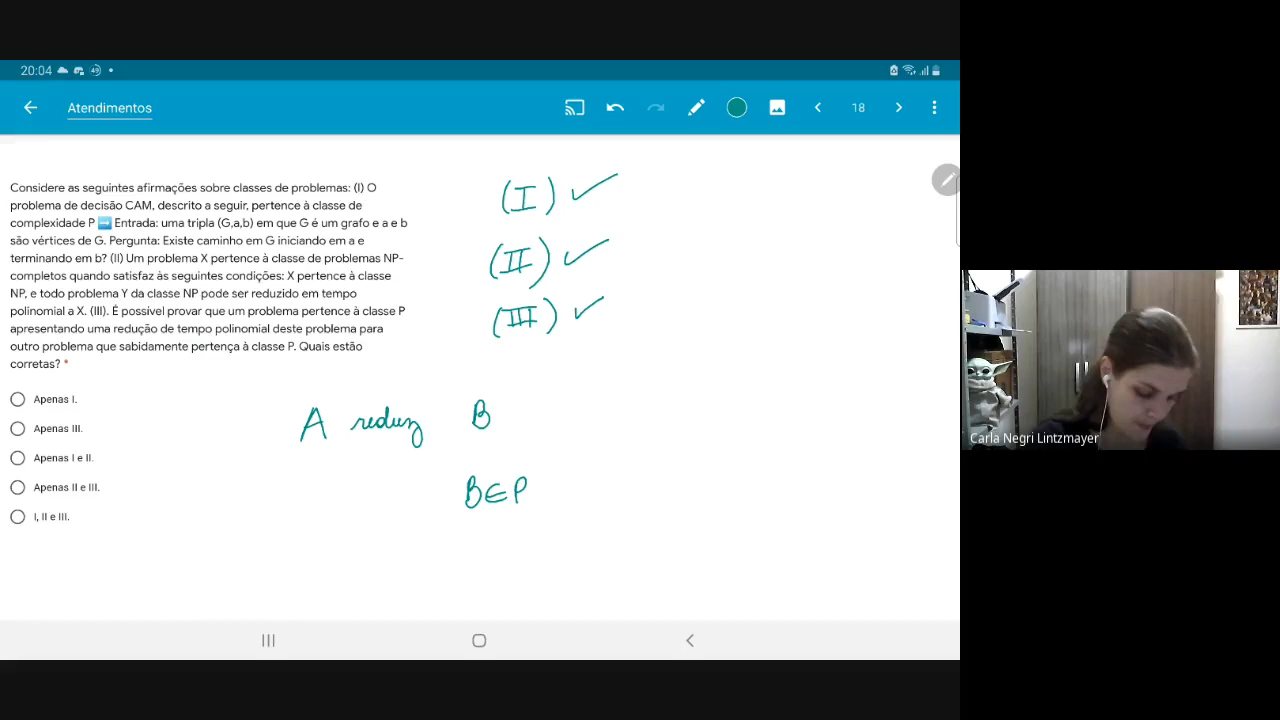 20:04
49
Atendimentos
18
Considere as seguintes afirmações sobre classes de problemas: (I) O
problema de decisão CAM, descrito a seguir, pertence à classe de
complexidade P ➡ Entrada: uma tripla (G,a,b) em que G é um grafo e a e b
são vértices de G. Pergunta: Existe caminho em G iniciando em a e
terminando em b? (II) Um problema X pertence à classe de problemas NP-
completos quando satisfaz às seguintes condições: X pertence à classe
NP, e todo problema Y da classe NP pode ser reduzido em tempo
polinomial a X. (III). É possível provar que um problema pertence à classe P
apresentando uma redução de tempo polinomial deste problema para
outro problema que sabidamente pertença à classe P. Quais estão
corretas? *
Apenas I.
Apenas III.
Apenas I e II.
Apenas II e III.
I, II e III.
(I) ✓
(II) ✓
(III) ✓
A reduz B
B∈P
Carla Negri Lintzmayer